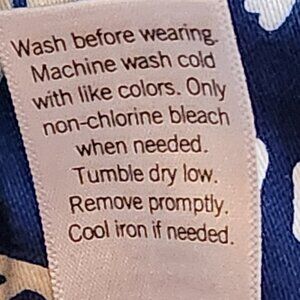 Wash before wearing.
Machine wash cold
with like colors. Only
non-chlorine bleach
when needed.
Tumble dry low.
Remove promptly.
Cool iron if needed.